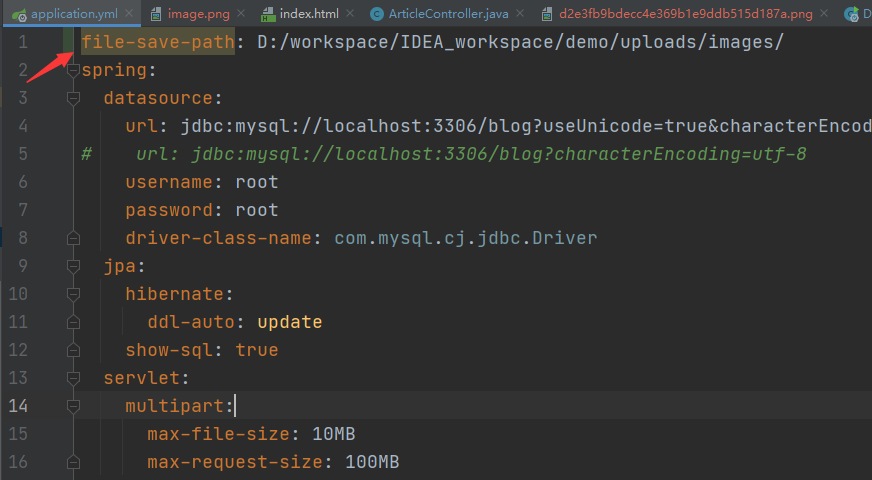 application.yml image.png index.html ArticleController.java d2e3fb9bdecc4e369b1e9ddb515d187a.png D
1 file-save-path: D:/workspace/IDEA_workspace/demo/uploads/images/
2 spring:
3 datasource:
4 url: jdbc:mysql://localhost:3306/blog?useUnicode=true&characterEncod
5 # url: jdbc:mysql://localhost:3306/blog?characterEncoding=utf-8
6 username: root
7 password: root
8 driver-class-name: com.mysql.cj.jdbc.Driver
9 jpa:
10 hibernate:
11 ddl-auto: update
12 show-sql: true
13 servlet:
14 multipart:
15 max-file-size: 10MB
16 max-request-size: 100MB